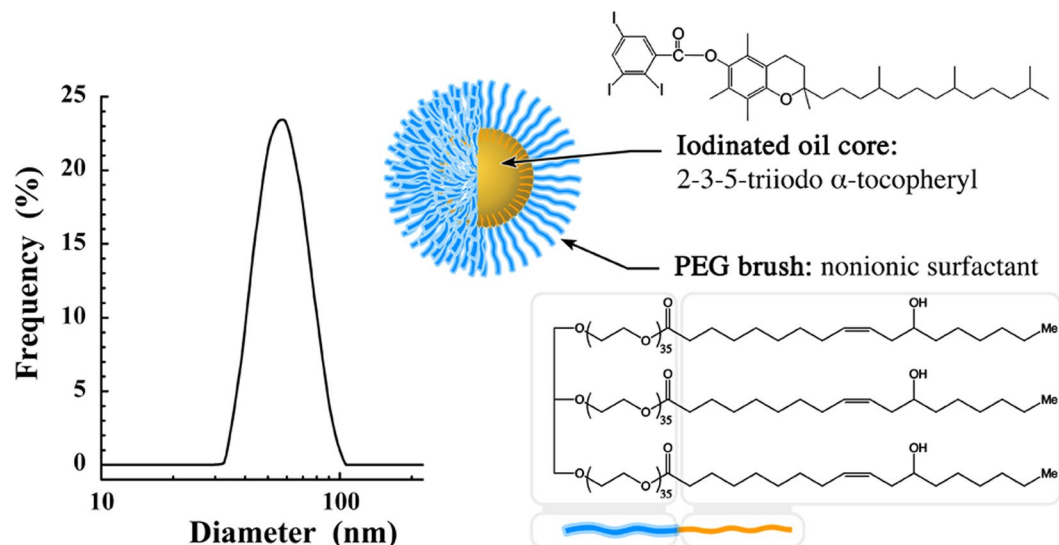 25
20
15
10
5
0
Frequency (%)
10
100
Diameter (nm)
I
I
I
O
C
O
O
Iodinated oil core:
2-3-5-triiodo α-tocopheryl
PEG brush: nonionic surfactant
O
O
35
O
OH
Me
O
O
35
O
OH
Me
O
O
35
O
OH
Me